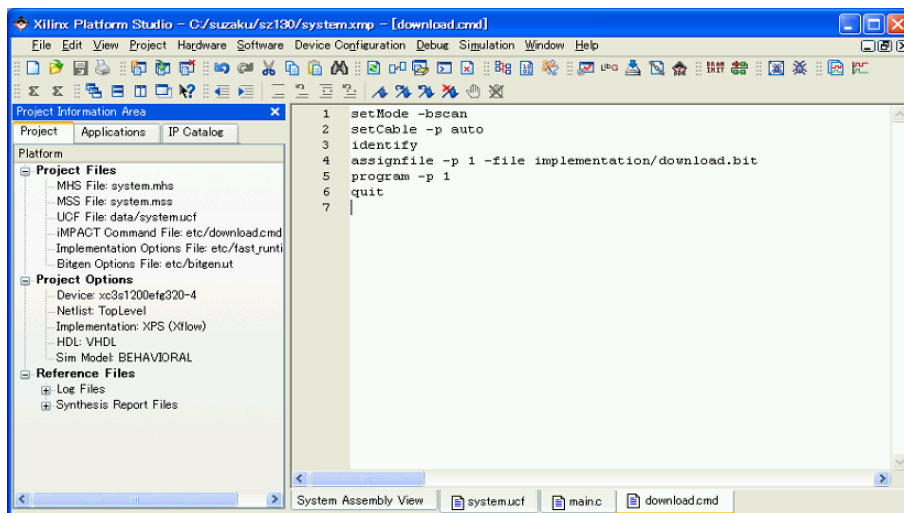 Xilinx Platform Studio - C:/suzaku/sz130/system.xmp - [download.cmd]
File Edit View Project Hardware Software Device Configuration Debug Simulation Window Help
Project Information Area
Project Applications IP Catalog
Platform
Project Files
MHS File: system.mhs
MSS File: system.mss
UCF File: data/system.ucf
iMPACT Command File: etc/download.cmd
Implementation Options File: etc/fast_runti
Bitgen Options File: etc/bitgen.ut
Project Options
Device: xc3s1200efg320-4
Netlist: TopLevel
Implementation: XPS (Xflow)
HDL: VHDL
Sim Model: BEHAVIORAL
Reference Files
Log Files
Synthesis Report Files
1 setMode -bscan
2 setCable -p auto
3 identify
4 assignfile -p 1 -file implementation/download.bit
5 program -p 1
6 quit
7
System Assembly View system.ucf main.c download.cmd